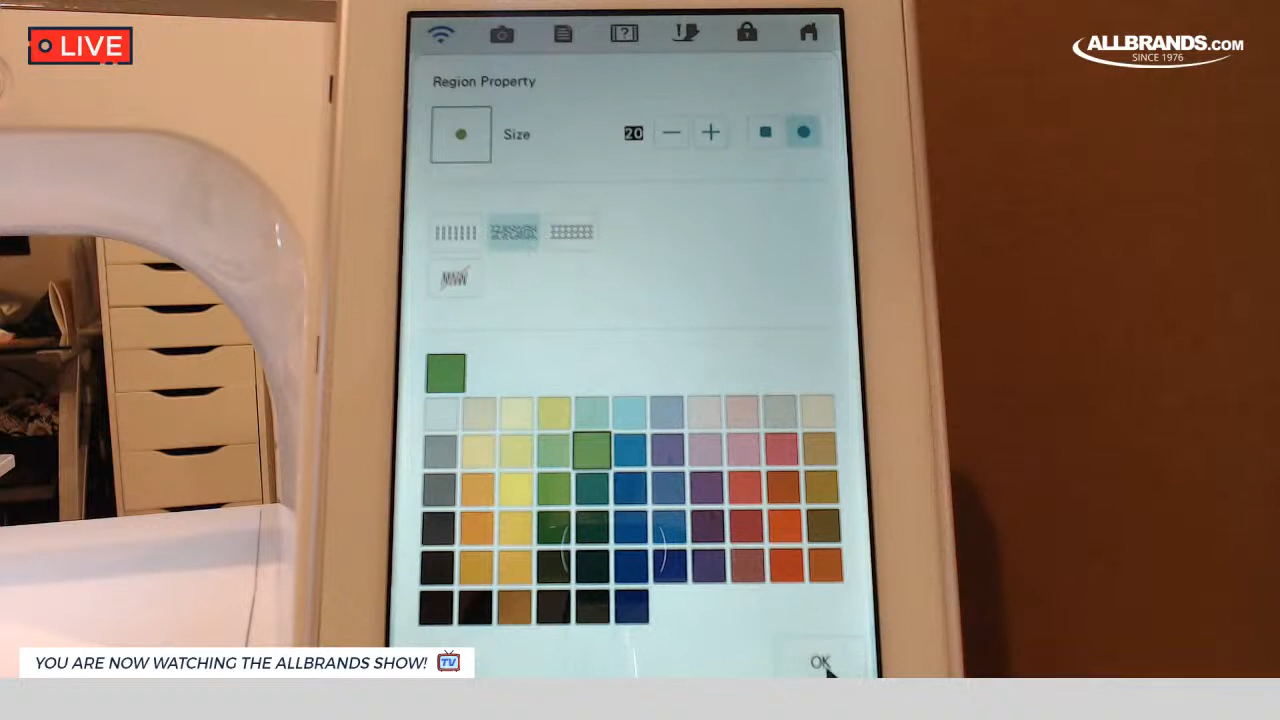 LIVE
ALLBRANDS.COM
SINCE 1976
?
Region Property
Size 20 − +
OK
YOU ARE NOW WATCHING THE ALLBRANDS SHOW! TV